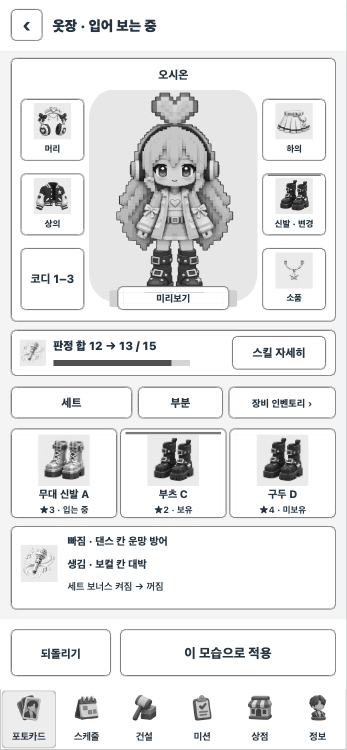 ‹ 옷장 · 입어 보는 중
오시온
머리
하의
상의
신발 · 변경
코디 1–3
소품
미리보기
판정 합 12 → 13 / 15
스킬 자세히
세트
부분
장비 인벤토리 ›
무대 신발 A
부츠 C
구두 D
★3 · 입는 중
★2 · 보유
★4 · 미보유
빠짐 · 댄스 칸 운망 방어
생김 · 보컬 칸 대박
세트 보너스 켜짐 → 꺼짐
되돌리기
이 모습으로 적용
포토카드
스케줄
건설
미션
상점
정보